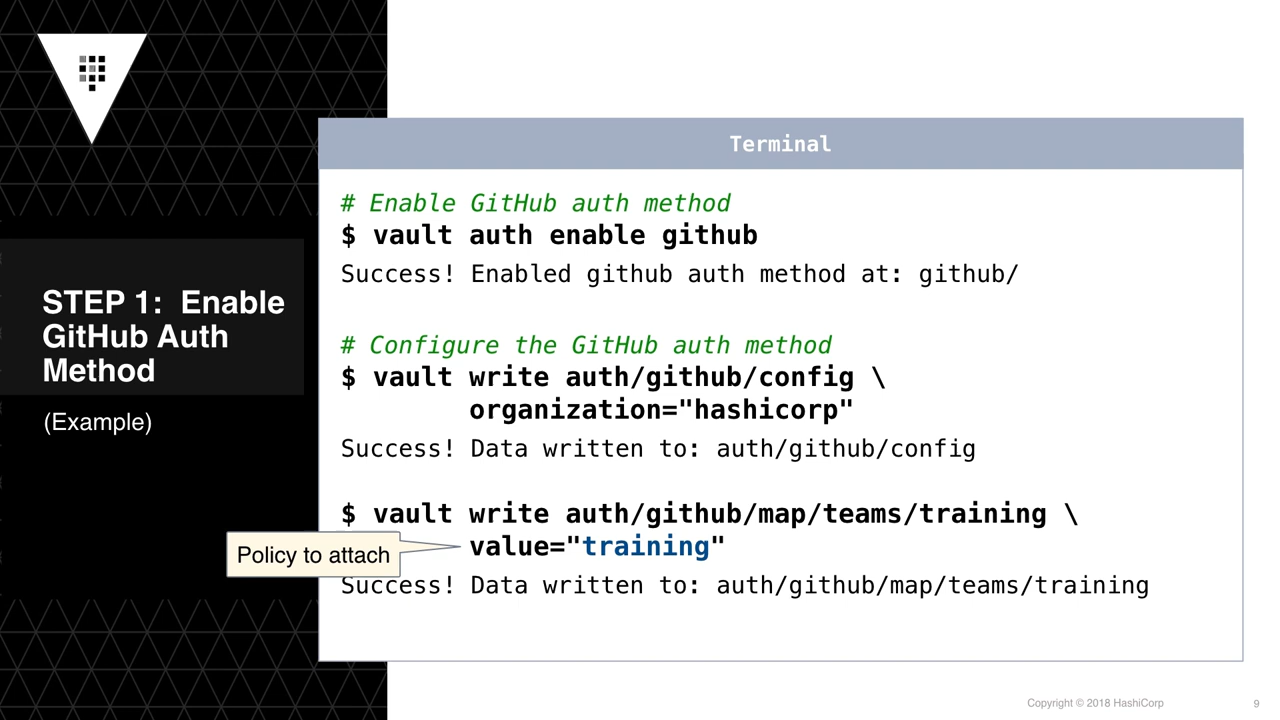 STEP 1:  Enable
GitHub Auth
Method
(Example)
Terminal
# Enable GitHub auth method
$ vault auth enable github
Success! Enabled github auth method at: github/
# Configure the GitHub auth method
$ vault write auth/github/config \
organization="hashicorp"
Success! Data written to: auth/github/config
$ vault write auth/github/map/teams/training \
value="training"
Policy to attach
Success! Data written to: auth/github/map/teams/training
Copyright © 2018 HashiCorp
9